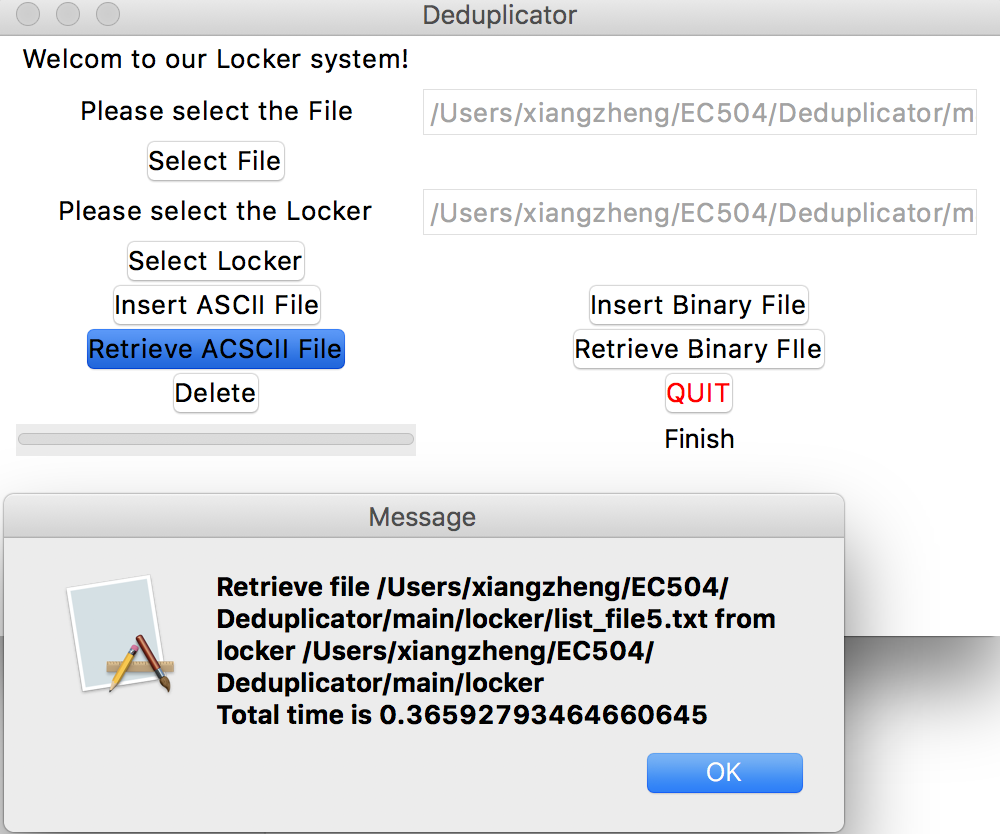 Deduplicator
Welcom to our Locker system!
Please select the File
/Users/xiangzheng/EC504/Deduplicator/m
Select File
Please select the Locker
/Users/xiangzheng/EC504/Deduplicator/m
Select Locker
Insert ASCII File
Insert Binary File
Retrieve ACSCII File
Retrieve Binary FIle
Delete
QUIT
Finish
Message
Retrieve file /Users/xiangzheng/EC504/
Deduplicator/main/locker/list_file5.txt from
locker /Users/xiangzheng/EC504/
Deduplicator/main/locker
Total time is 0.36592793464660645
OK